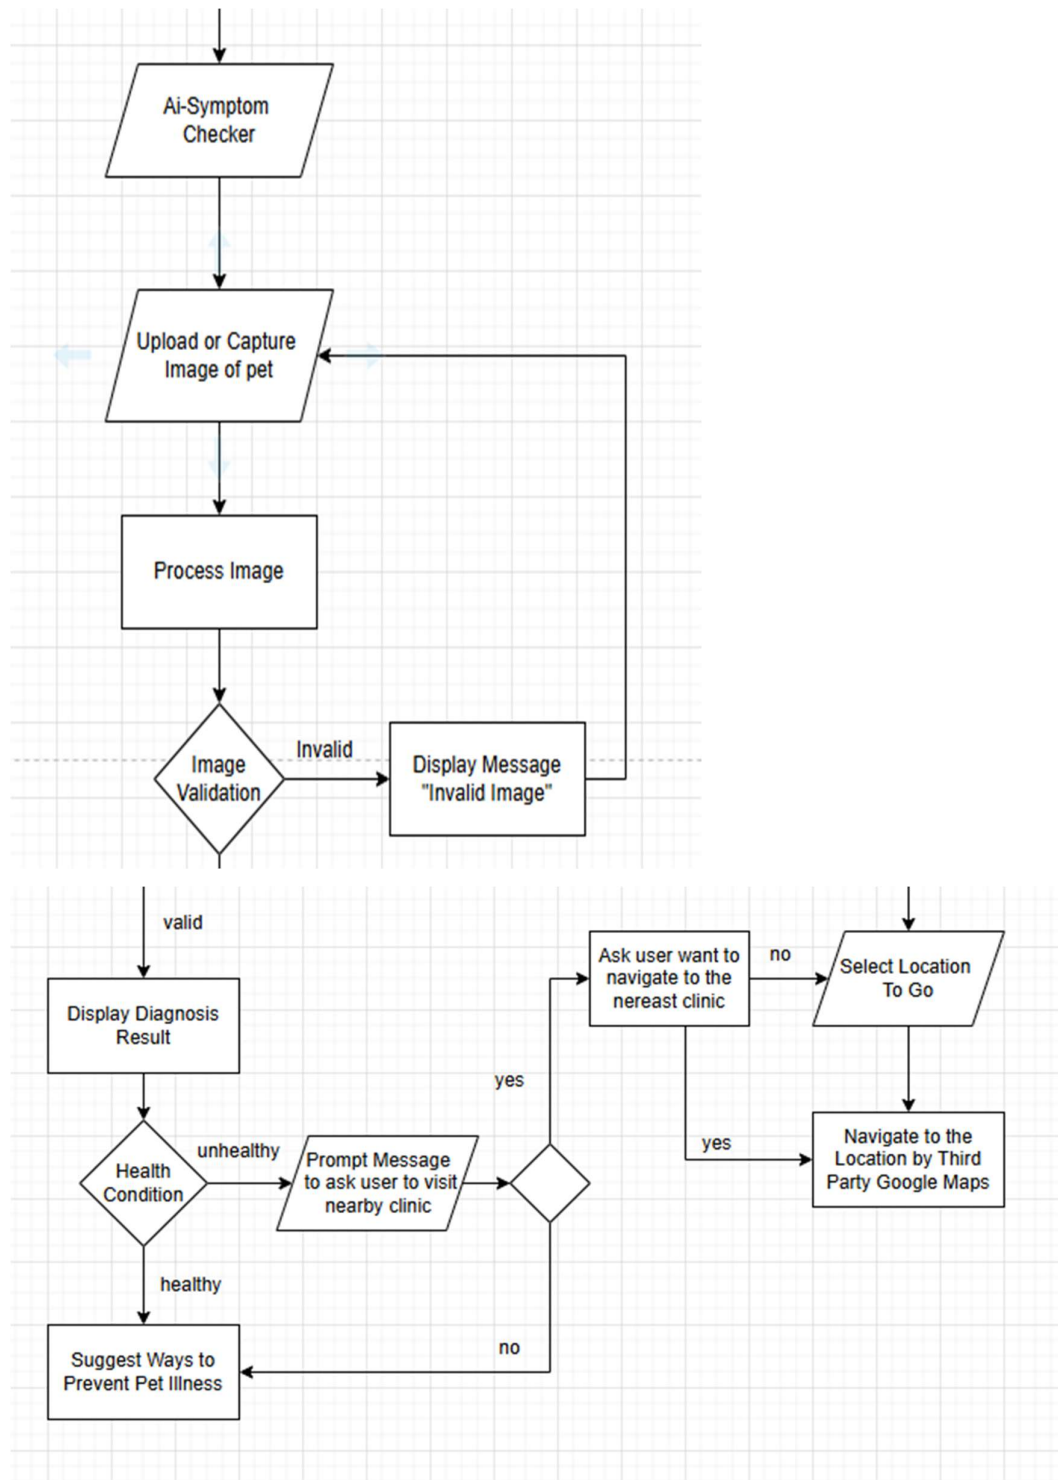 Ai-Symptom
Checker
Upload or Capture
Image of pet
Process Image
Image
Validation
Invalid
Display Message
"Invalid Image"
valid
Display Diagnosis
Result
Health
Condition
unhealthy
Prompt Message
to ask user to visit
nearby clinic
healthy
Suggest Ways to
Prevent Pet Illness
yes
no
Ask user want to
navigate to the
nereast clinic
no
yes
Select Location
To Go
Navigate to the
Location by Third
Party Google Maps